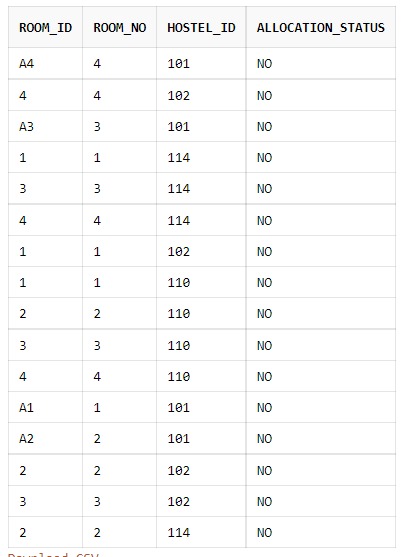 ROOM_ID ROOM_NO HOSTEL_ID ALLOCATION_STATUS
A4 4 101 NO
4 4 102 NO
A3 3 101 NO
1 1 114 NO
3 3 114 NO
4 4 114 NO
1 1 102 NO
1 1 110 NO
2 2 110 NO
3 3 110 NO
4 4 110 NO
A1 1 101 NO
A2 2 101 NO
2 2 102 NO
3 3 102 NO
2 2 114 NO
Download CSV